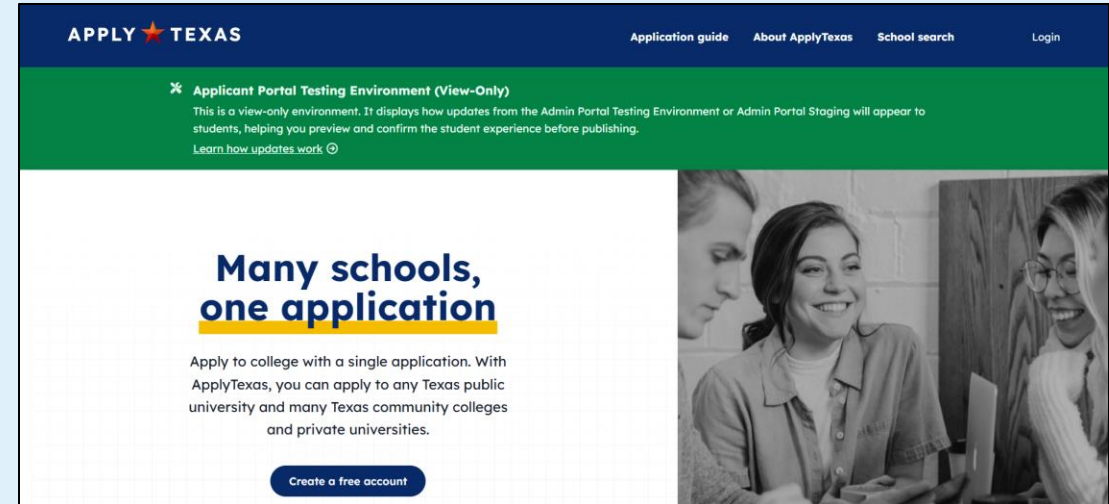 APPLY TEXAS
Application guide About ApplyTexas School search Login
Applicant Portal Testing Environment (View-Only)
This is a view-only environment. It displays how updates from the Admin Portal Testing Environment or Admin Portal Staging will appear to
students, helping you preview and confirm the student experience before publishing.
Learn how updates work
Many schools,
one application
Apply to college with a single application. With
ApplyTexas, you can apply to any Texas public
university and many Texas community colleges
and private universities.
Create a free account